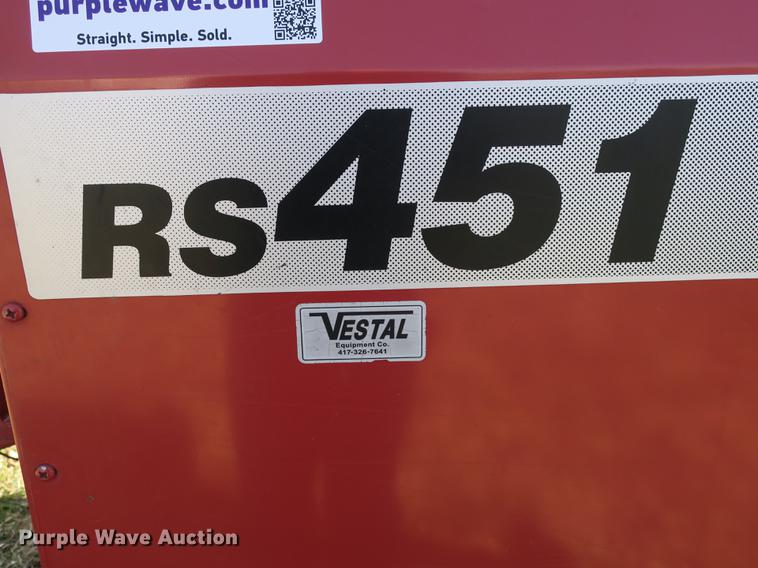 purplewave.com
Straight. Simple. Sold.
RS451
VESTAL
Equipment Co.
417-326-7641
Purple Wave Auction